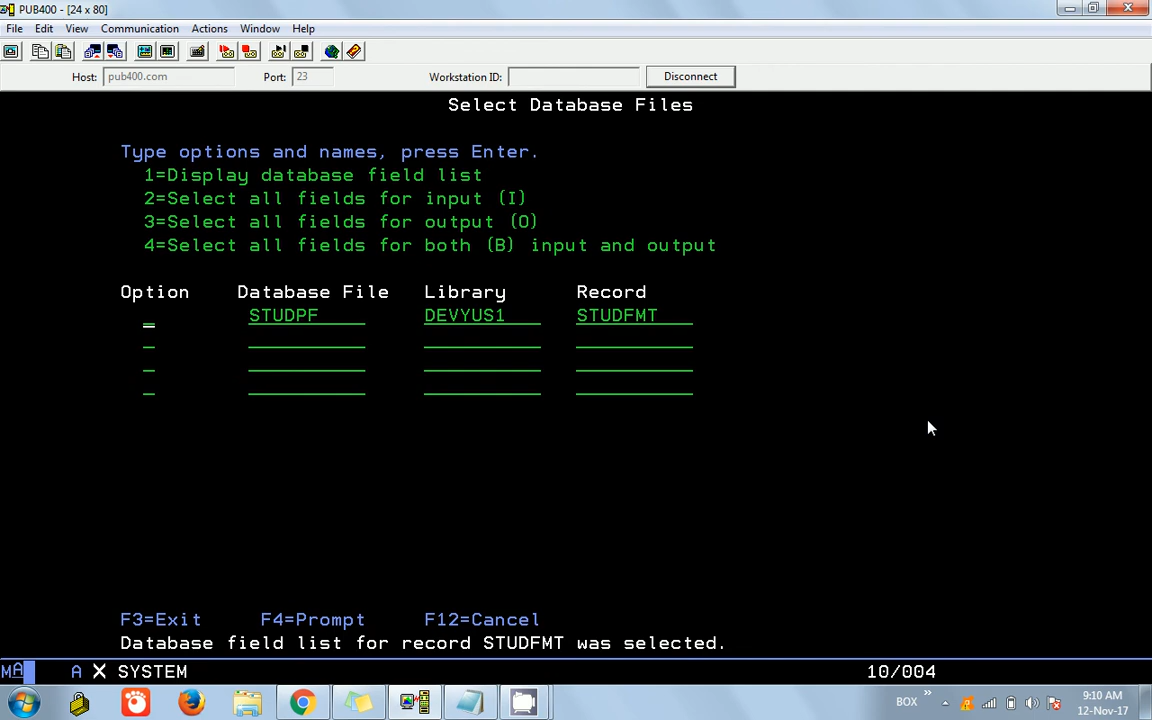 PUB400 - [24 x 80]
File Edit View Communication Actions Window Help
Host: pub400.com Port: 23 Workstation ID: Disconnect
Select Database Files
Type options and names, press Enter.
1=Display database field list
2=Select all fields for input (I)
3=Select all fields for output (O)
4=Select all fields for both (B) input and output
Option Database File Library Record
STUDPF DEVYUS1 STUDFMT
F3=Exit F4=Prompt F12=Cancel
Database field list for record STUDFMT was selected.
MA A X SYSTEM 10/004
BOX 9:10 AM
12-Nov-17